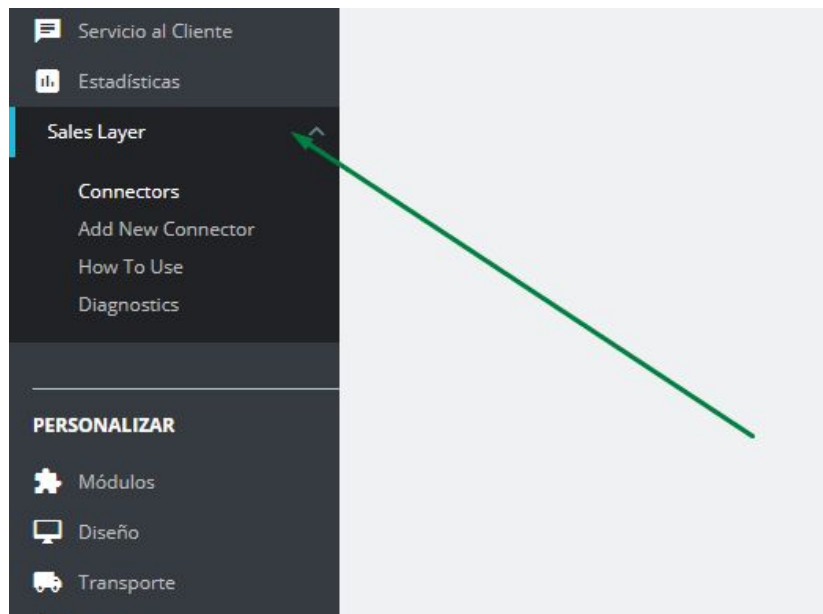 Servicio al Cliente
Estadísticas
Sales Layer
Connectors
Add New Connector
How To Use
Diagnostics
PERSONALIZAR
Módulos
Diseño
Transporte